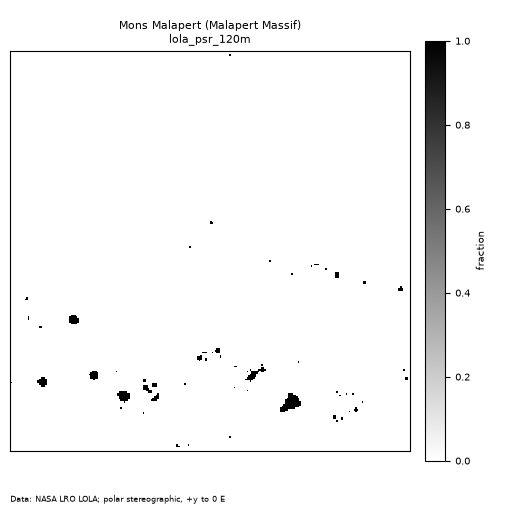 Mons Malapert (Malapert Massif)
lola_psr_120m
1.0
0.8
0.6
0.4
0.2
0.0
fraction
Data: NASA LRO LOLA; polar stereographic, +y to 0 E